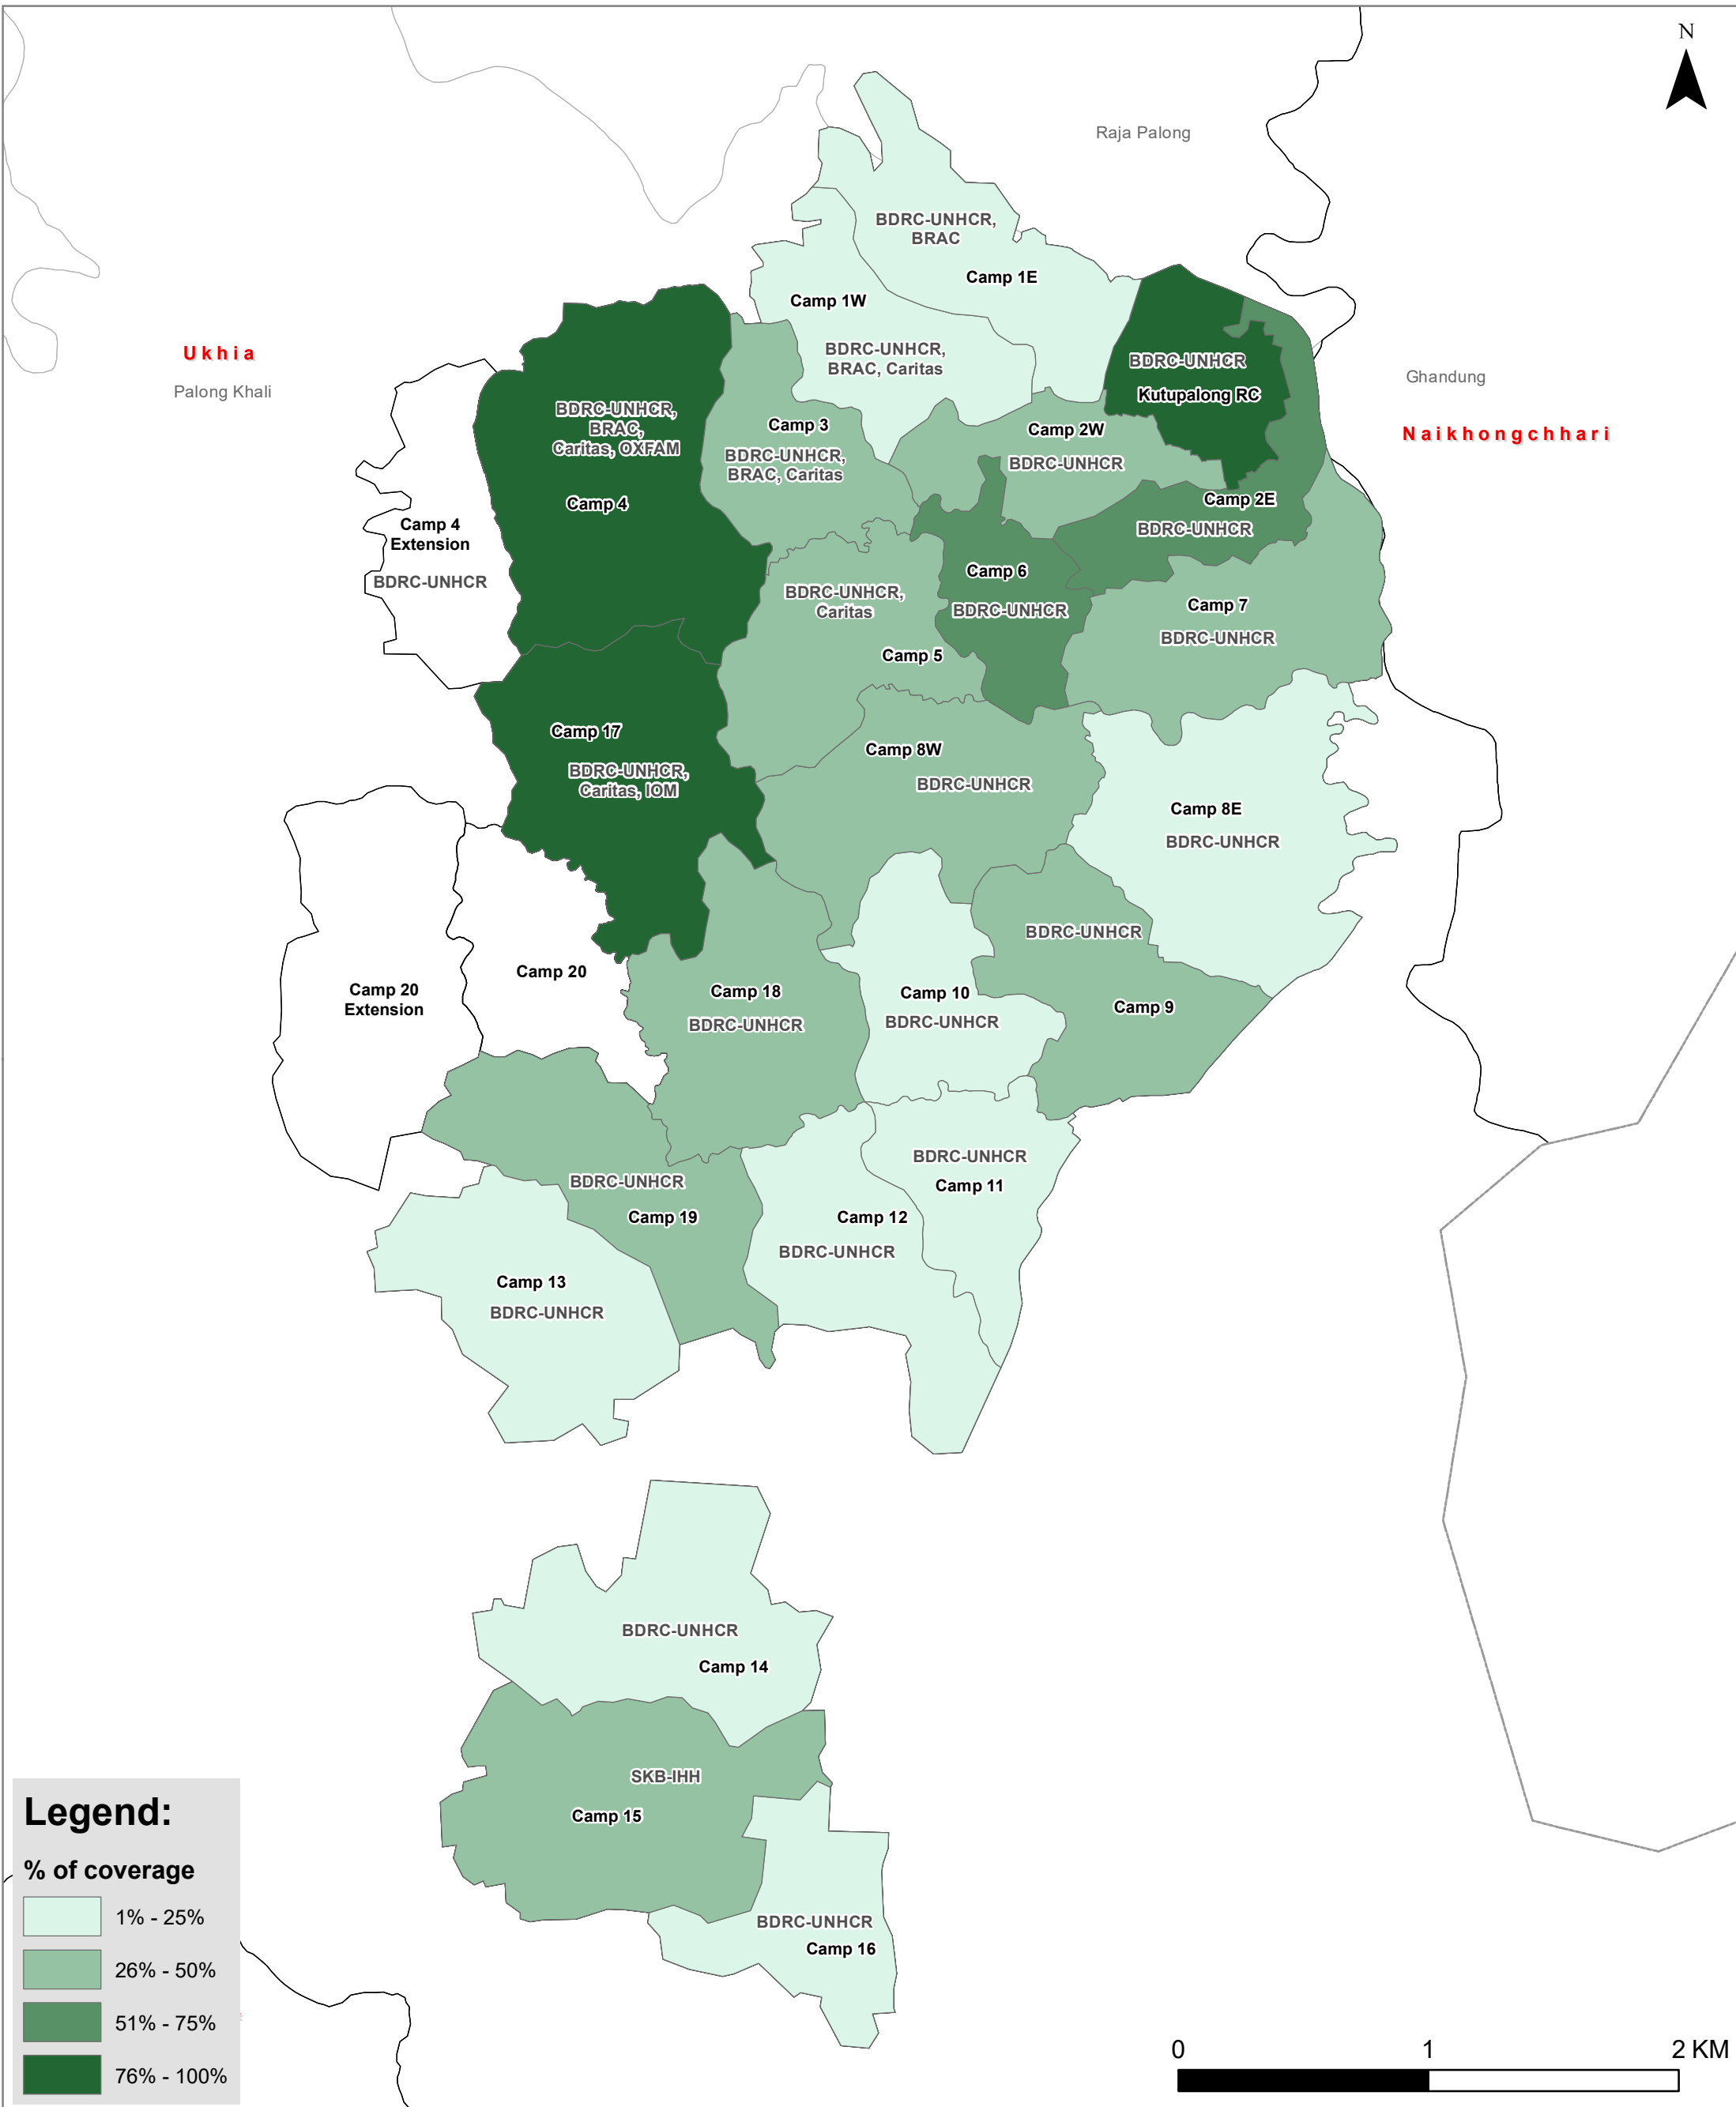 N
Raja Palong
BDRC-UNHCR,
BRAC
Camp 1E
Camp 1W
BDRC-UNHCR,
BRAC, Caritas
Ukhia
Palong Khali
BDRC-UNHCR
Kutupalong RC
Ghandung
Naikhongchhari
BDRC-UNHCR,
BRAC,
Caritas, OXFAM
Camp 4
Camp 3
BDRC-UNHCR,
BRAC, Caritas
Camp 2W
BDRC-UNHCR
Camp 2E
BDRC-UNHCR
Camp 4
Extension
BDRC-UNHCR
BDRC-UNHCR,
Caritas
Camp 5
Camp 6
BDRC-UNHCR
Camp 7
BDRC-UNHCR
Camp 17
BDRC-UNHCR,
Caritas, IOM
Camp 8W
BDRC-UNHCR
Camp 8E
BDRC-UNHCR
BDRC-UNHCR
Camp 9
Camp 20
Camp 20
Extension
Camp 18
BDRC-UNHCR
Camp 10
BDRC-UNHCR
BDRC-UNHCR
Camp 11
BDRC-UNHCR
Camp 19
Camp 12
BDRC-UNHCR
Camp 13
BDRC-UNHCR
BDRC-UNHCR
Camp 14
SKB-IHH
Camp 15
BDRC-UNHCR
Camp 16
Legend:
% of coverage
1% - 25%
26% - 50%
51% - 75%
76% - 100%
0 1 2 KM